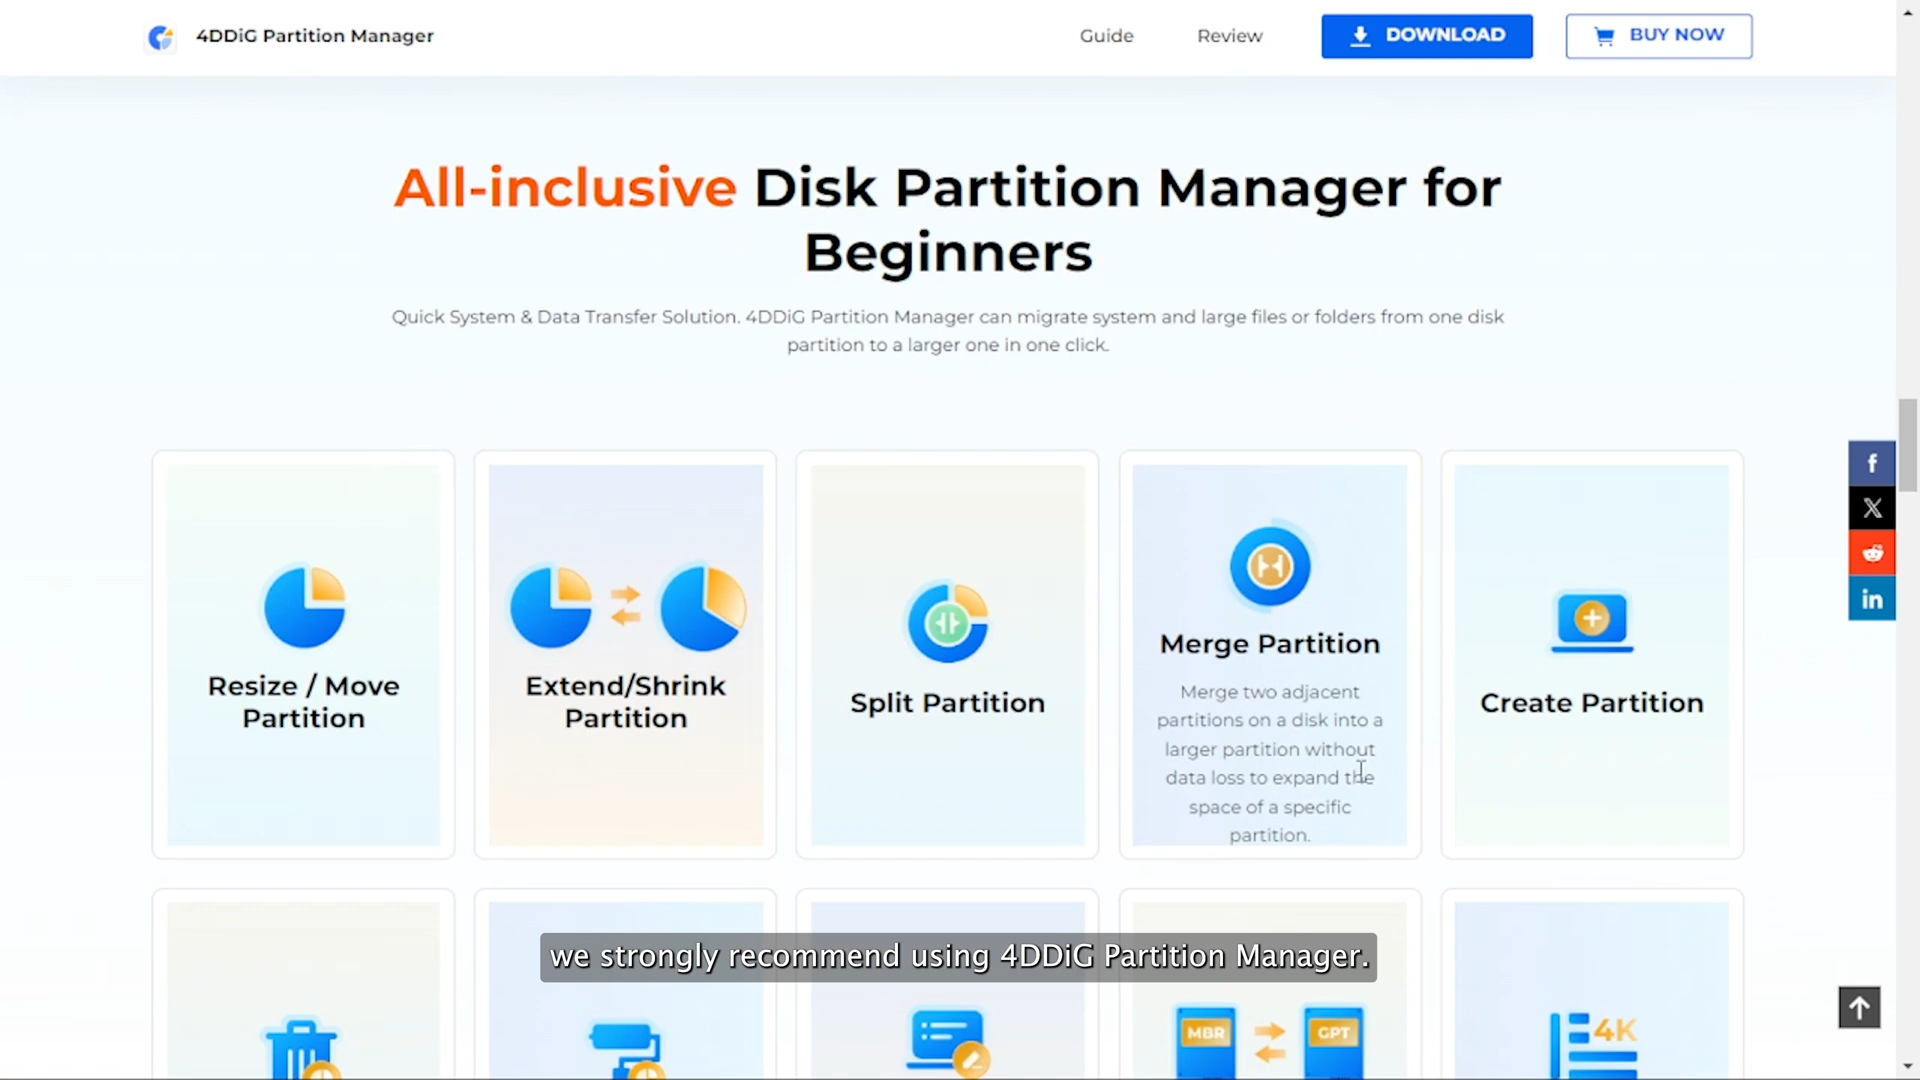 4DDiG Partition Manager
Guide
Review
DOWNLOAD
BUY NOW
All-inclusive Disk Partition Manager for
Beginners
Quick System & Data Transfer Solution. 4DDiG Partition Manager can migrate system and large files or folders from one disk
partition to a larger one in one click.
Resize / Move
Partition
Extend/Shrink
Partition
Split Partition
Merge Partition
Merge two adjacent
partitions on a disk into a
larger partition without
data loss to expand the
space of a specific
partition.
Create Partition
f
X
in
we strongly recommend using 4DDiG Partition Manager.
MBR
GPT
4K